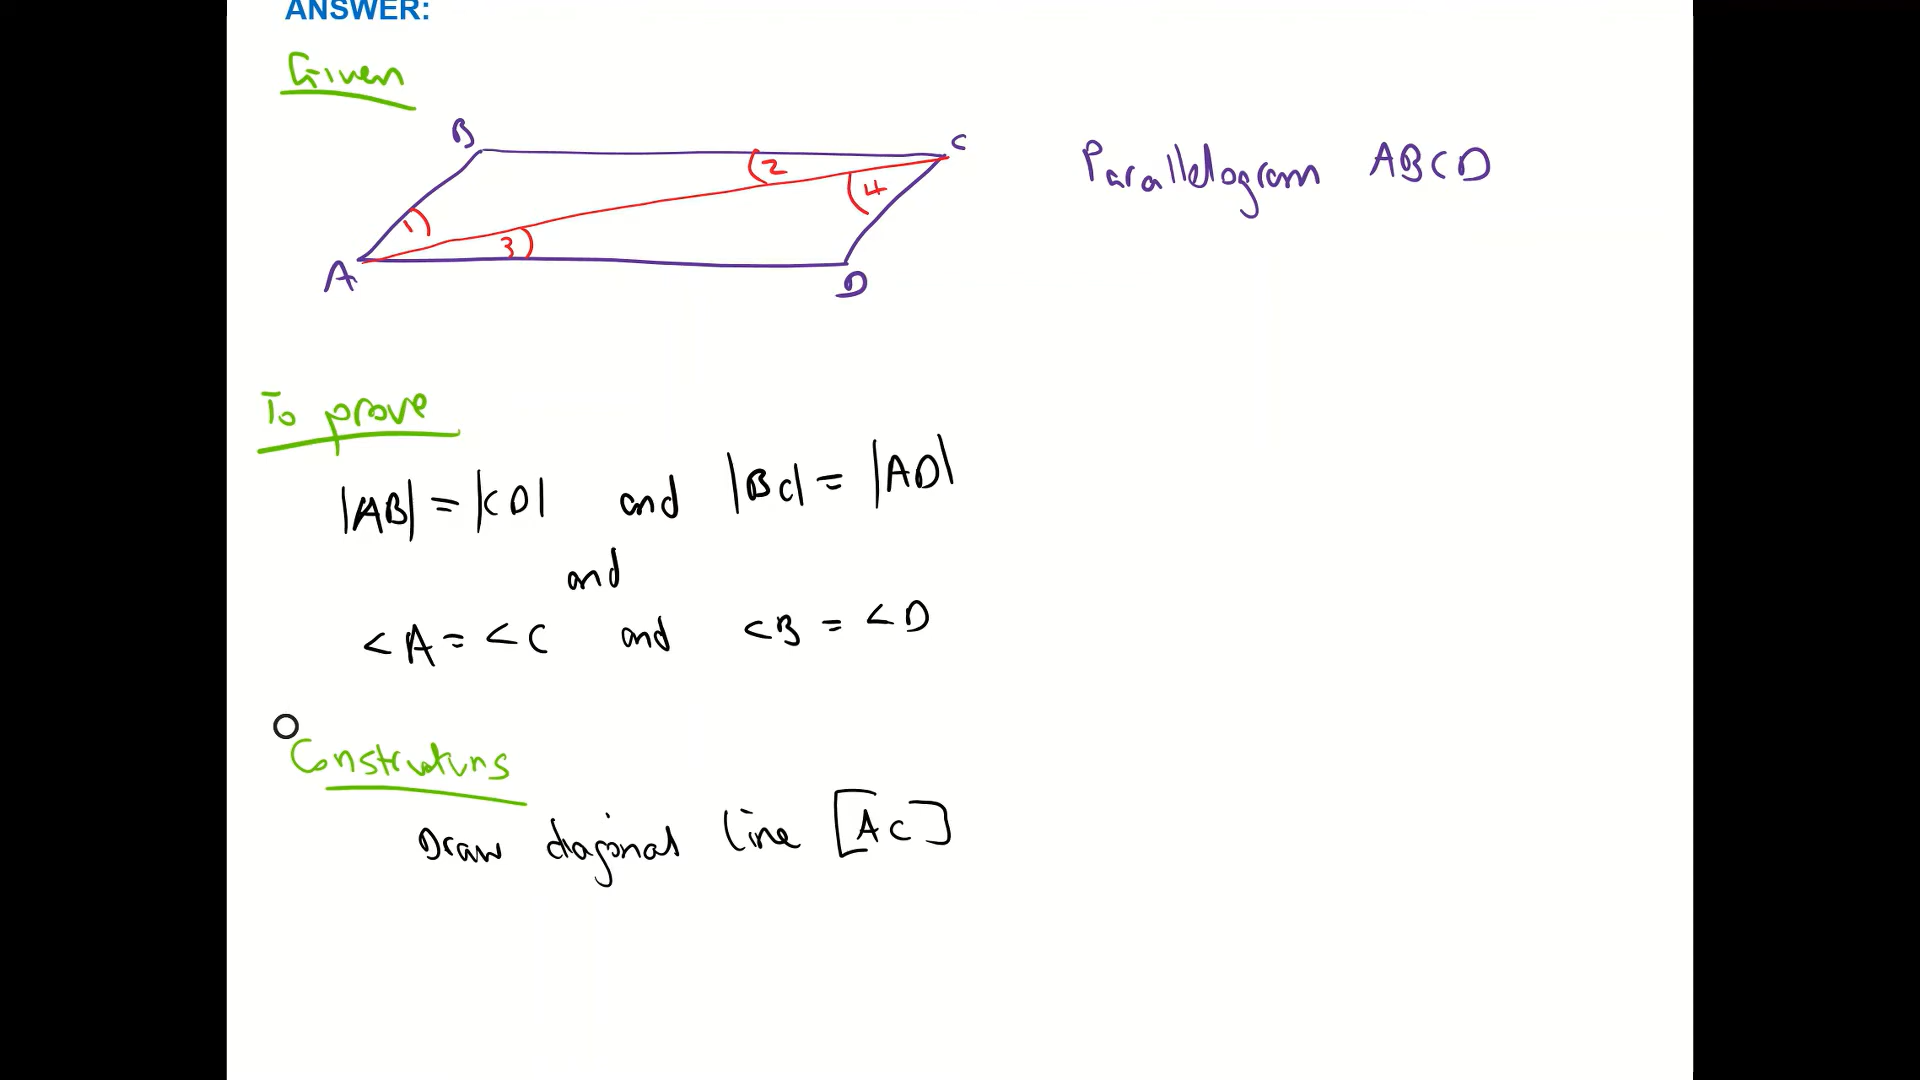 ANSWER:
Given
B
C
2
4
1
3
A
D
Parallelogram ABCD
To prove
|AB| = |CD| and |BC| = |AD|
and
<A = <C and <B = <D
Constructions
Draw diagonal line [AC]